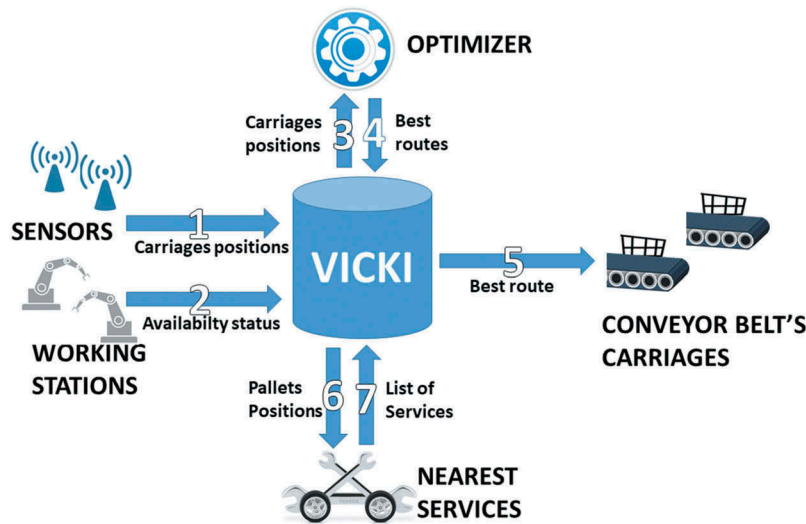 OPTIMIZER
Carriages
positions
3
4
Best
routes
SENSORS
1
Carriages positions
VICKI
5
Best route
2
Availabilty status
WORKING
STATIONS
CONVEYOR BELT'S
CARRIAGES
Pallets
Positions
6
7
List of
Services
NEAREST
SERVICES